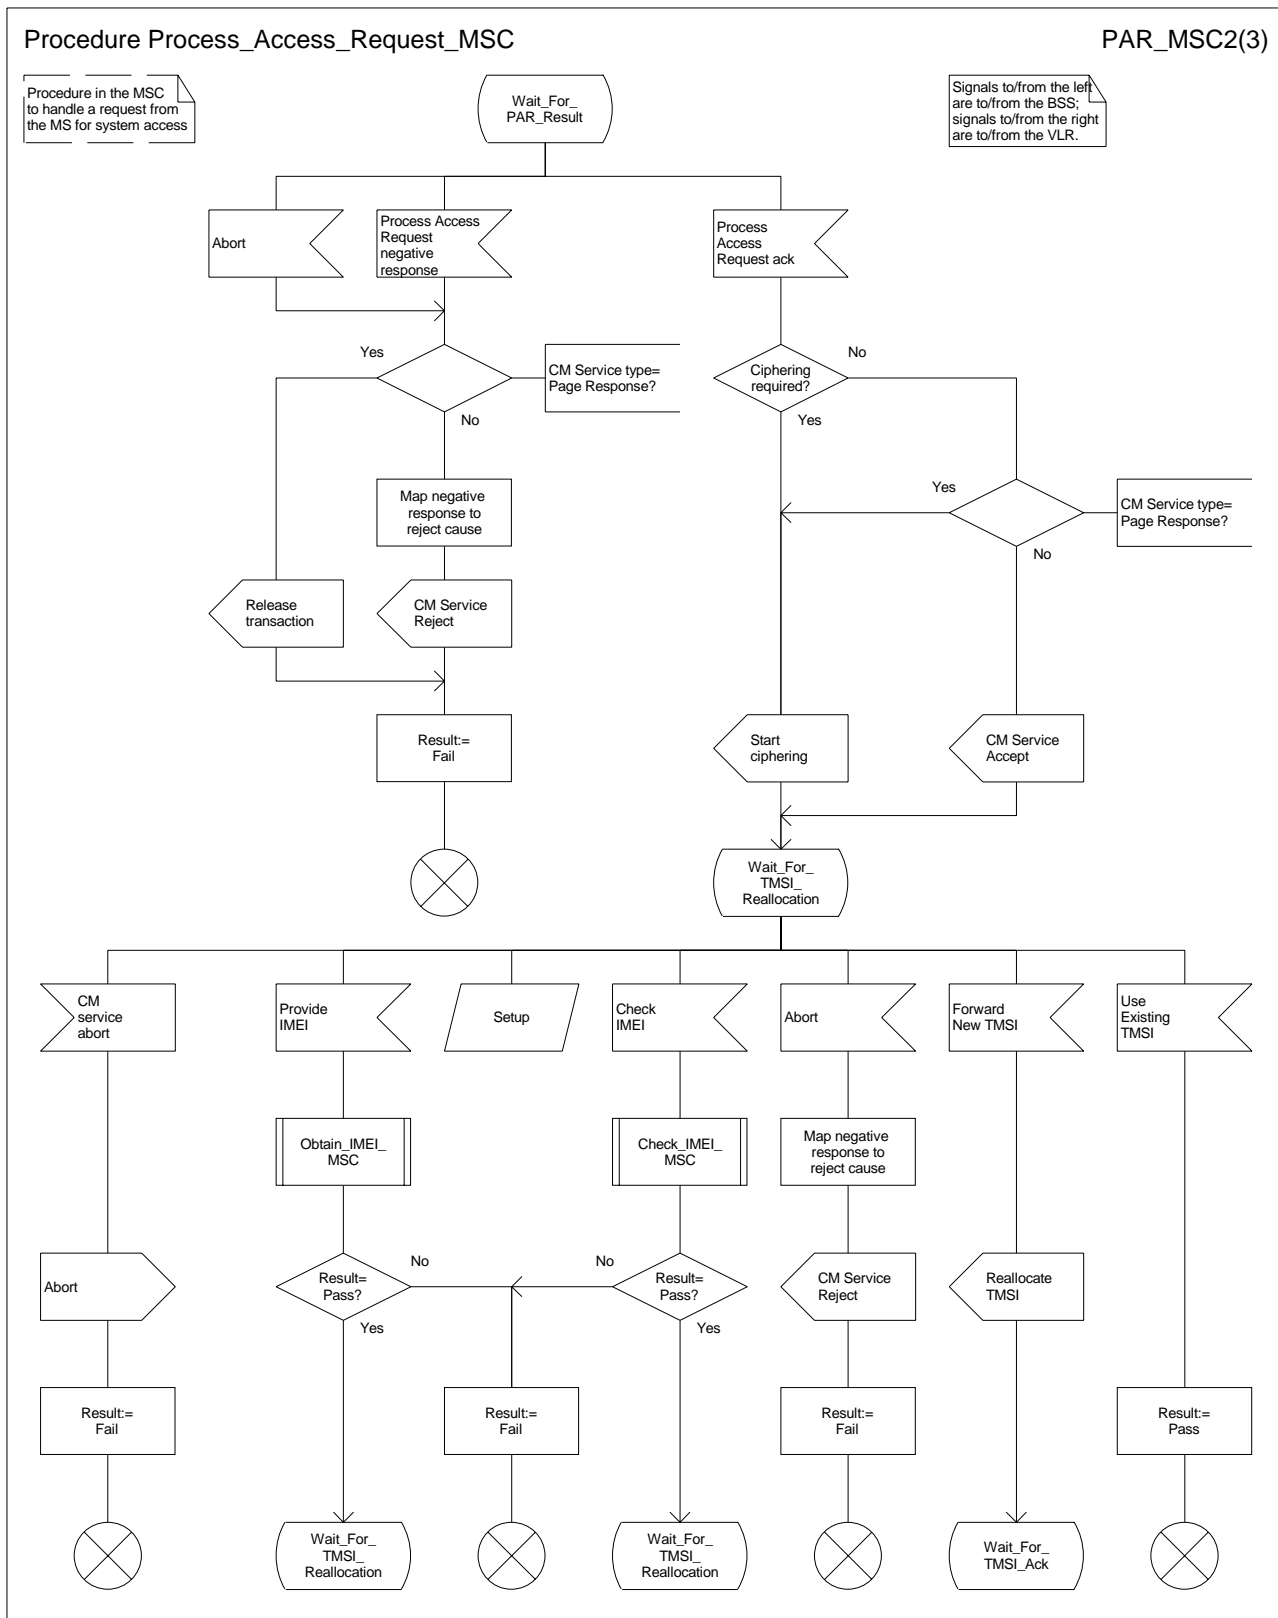 Procedure Process_Access_Request_MSC
PAR_MSC2(3)
Procedure in the MSC
to handle a request from
the MS for system access
Wait_For_
PAR_Result
Signals to/from the left
are to/from the BSS;
signals to/from the right
are to/from the VLR.
Abort
Process Access
Request
negative
response
Process
Access
Request ack
Yes
CM Service type=
Page Response?
No
Ciphering
required?
No
Yes
Map negative
response to
reject cause
Yes
CM Service type=
Page Response?
No
Release
transaction
CM Service
Reject
Result:=
Fail
Start
ciphering
CM Service
Accept
Wait_For_
TMSI_
Reallocation
CM
service
abort
Provide
IMEI
Setup
Check
IMEI
Abort
Forward
New TMSI
Use
Existing
TMSI
Obtain_IMEI_
MSC
Check_IMEI_
MSC
Map negative
response to
reject cause
Abort
Result=
Pass?
No
Yes
No
Result=
Pass?
Yes
CM Service
Reject
Reallocate
TMSI
Result:=
Fail
Result:=
Fail
Result:=
Fail
Result:=
Pass
Wait_For_
TMSI_
Reallocation
Wait_For_
TMSI_
Reallocation
Wait_For_
TMSI_Ack